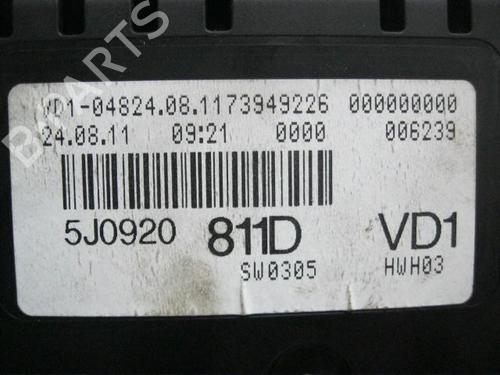 B-PARTS
VD1-04824.08.1173949226 000000000
24.08.11 09:21 0000 006239
5J0920 811D VD1
SW0305 HWH03